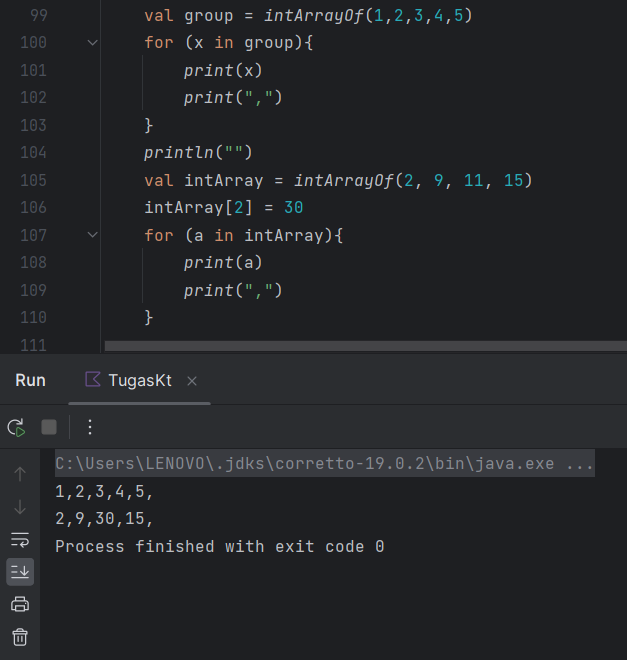 99 val group = intArrayOf(1,2,3,4,5)
100 for (x in group){
101 print(x)
102 print(",")
103 }
104 println("")
105 val intArray = intArrayOf(2, 9, 11, 15)
106 intArray[2] = 30
107 for (a in intArray){
108 print(a)
109 print(",")
110 }
111
Run TugasKt
C:\Users\LENOVO\.jdks\corretto-19.0.2\bin\java.exe ...
1,2,3,4,5,
2,9,30,15,
Process finished with exit code 0